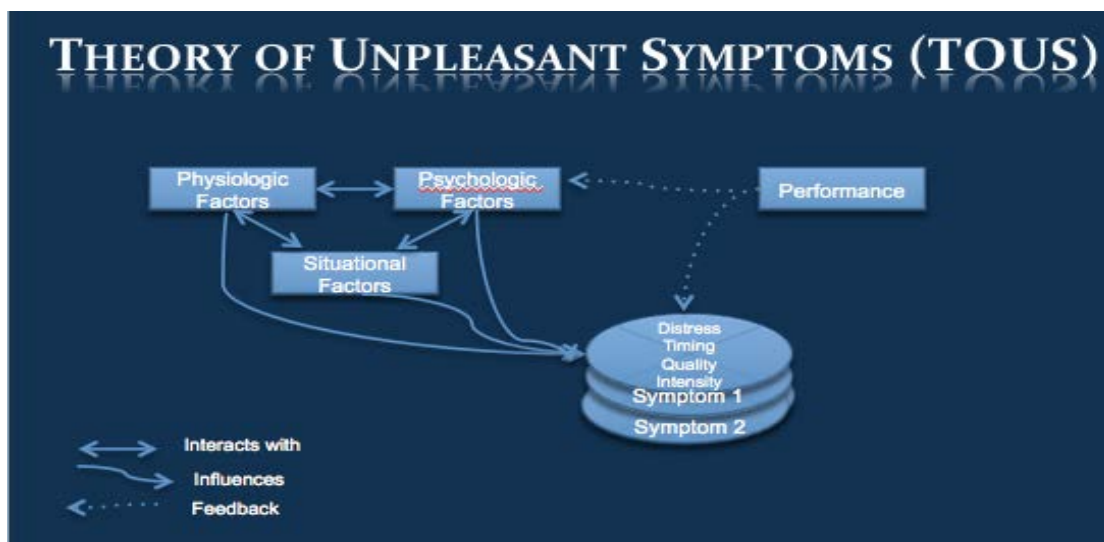 THEORY OF UNPLEASANT SYMPTOMS (TOUS)
Physiologic
Factors
Psychologic
Factors
Performance
Situational
Factors
Distress
Timing
Quality
Intensity
Symptom 1
Symptom 2
Interacts with
Influences
Feedback